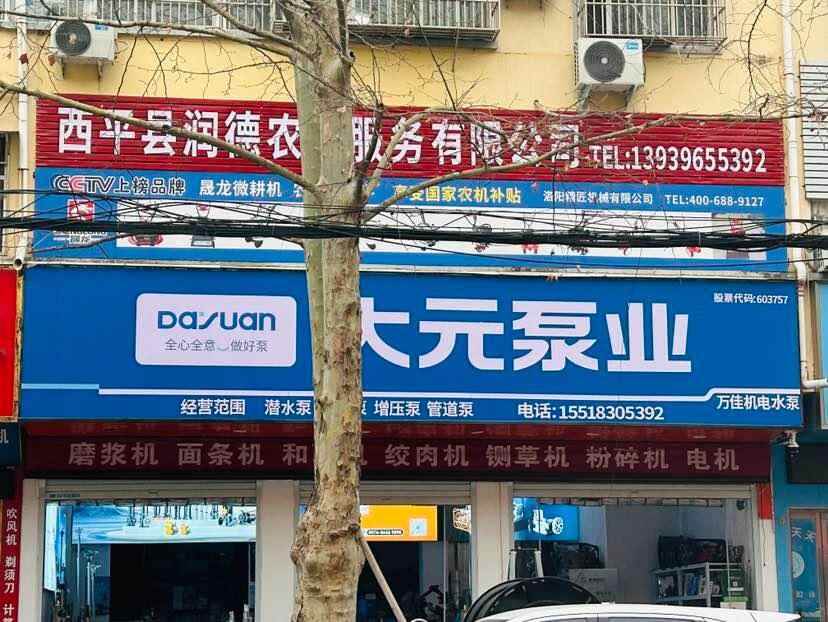 西平县润德农 服务有限公司 TEL:13939655392
CCTV上榜品牌 晟龙微耕机 享受国家农机补贴 洛阳镨匠机械有限公司 TEL:400-688-9127
股票代码:603757
DAYUAN 大元泵业
全心全意 做好泵
经营范围 潜水泵 泵 增压泵 管道泵 电话:15518305392 万佳机电水泵
磨浆机 面条机 和 机 绞肉机 铡草机 粉碎机 电机
吹风机 剃须刀